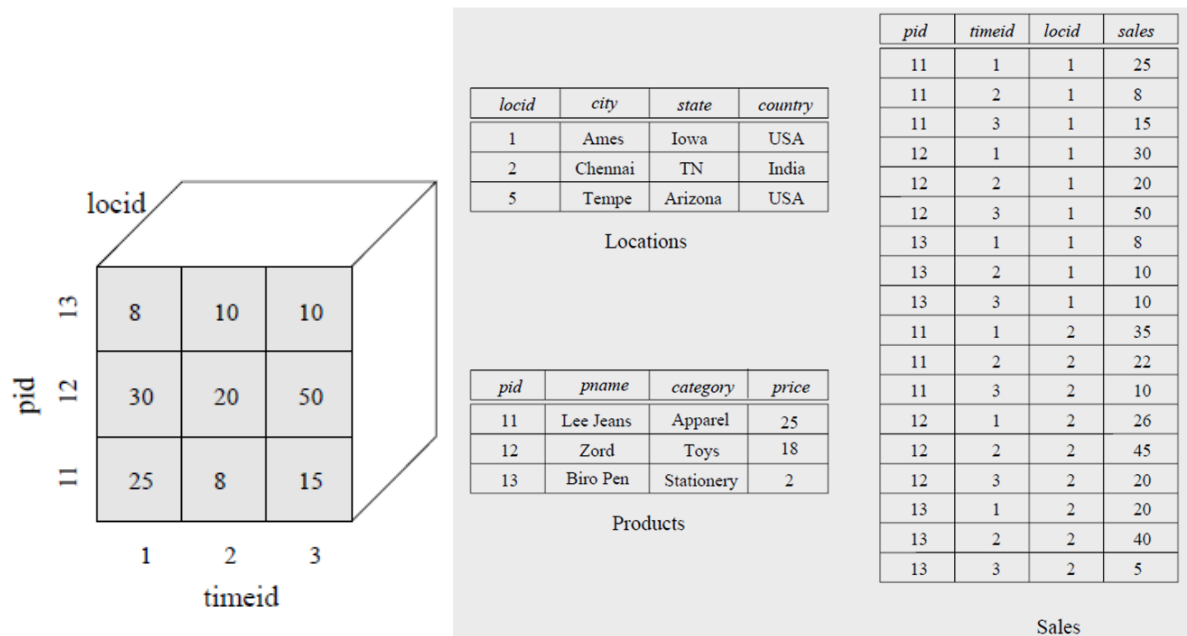 locid
13 8 10 10
pid 12 30 20 50
11 25 8 15
1 2 3
timeid
locid city state country
1 Ames Iowa USA
2 Chennai TN India
5 Tempe Arizona USA
Locations
pid pname category price
11 Lee Jeans Apparel 25
12 Zord Toys 18
13 Biro Pen Stationery 2
Products
pid timeid locid sales
11 1 1 25
11 2 1 8
11 3 1 15
12 1 1 30
12 2 1 20
12 3 1 50
13 1 1 8
13 2 1 10
13 3 1 10
11 1 2 35
11 2 2 22
11 3 2 10
12 1 2 26
12 2 2 45
12 3 2 20
13 1 2 20
13 2 2 40
13 3 2 5
Sales